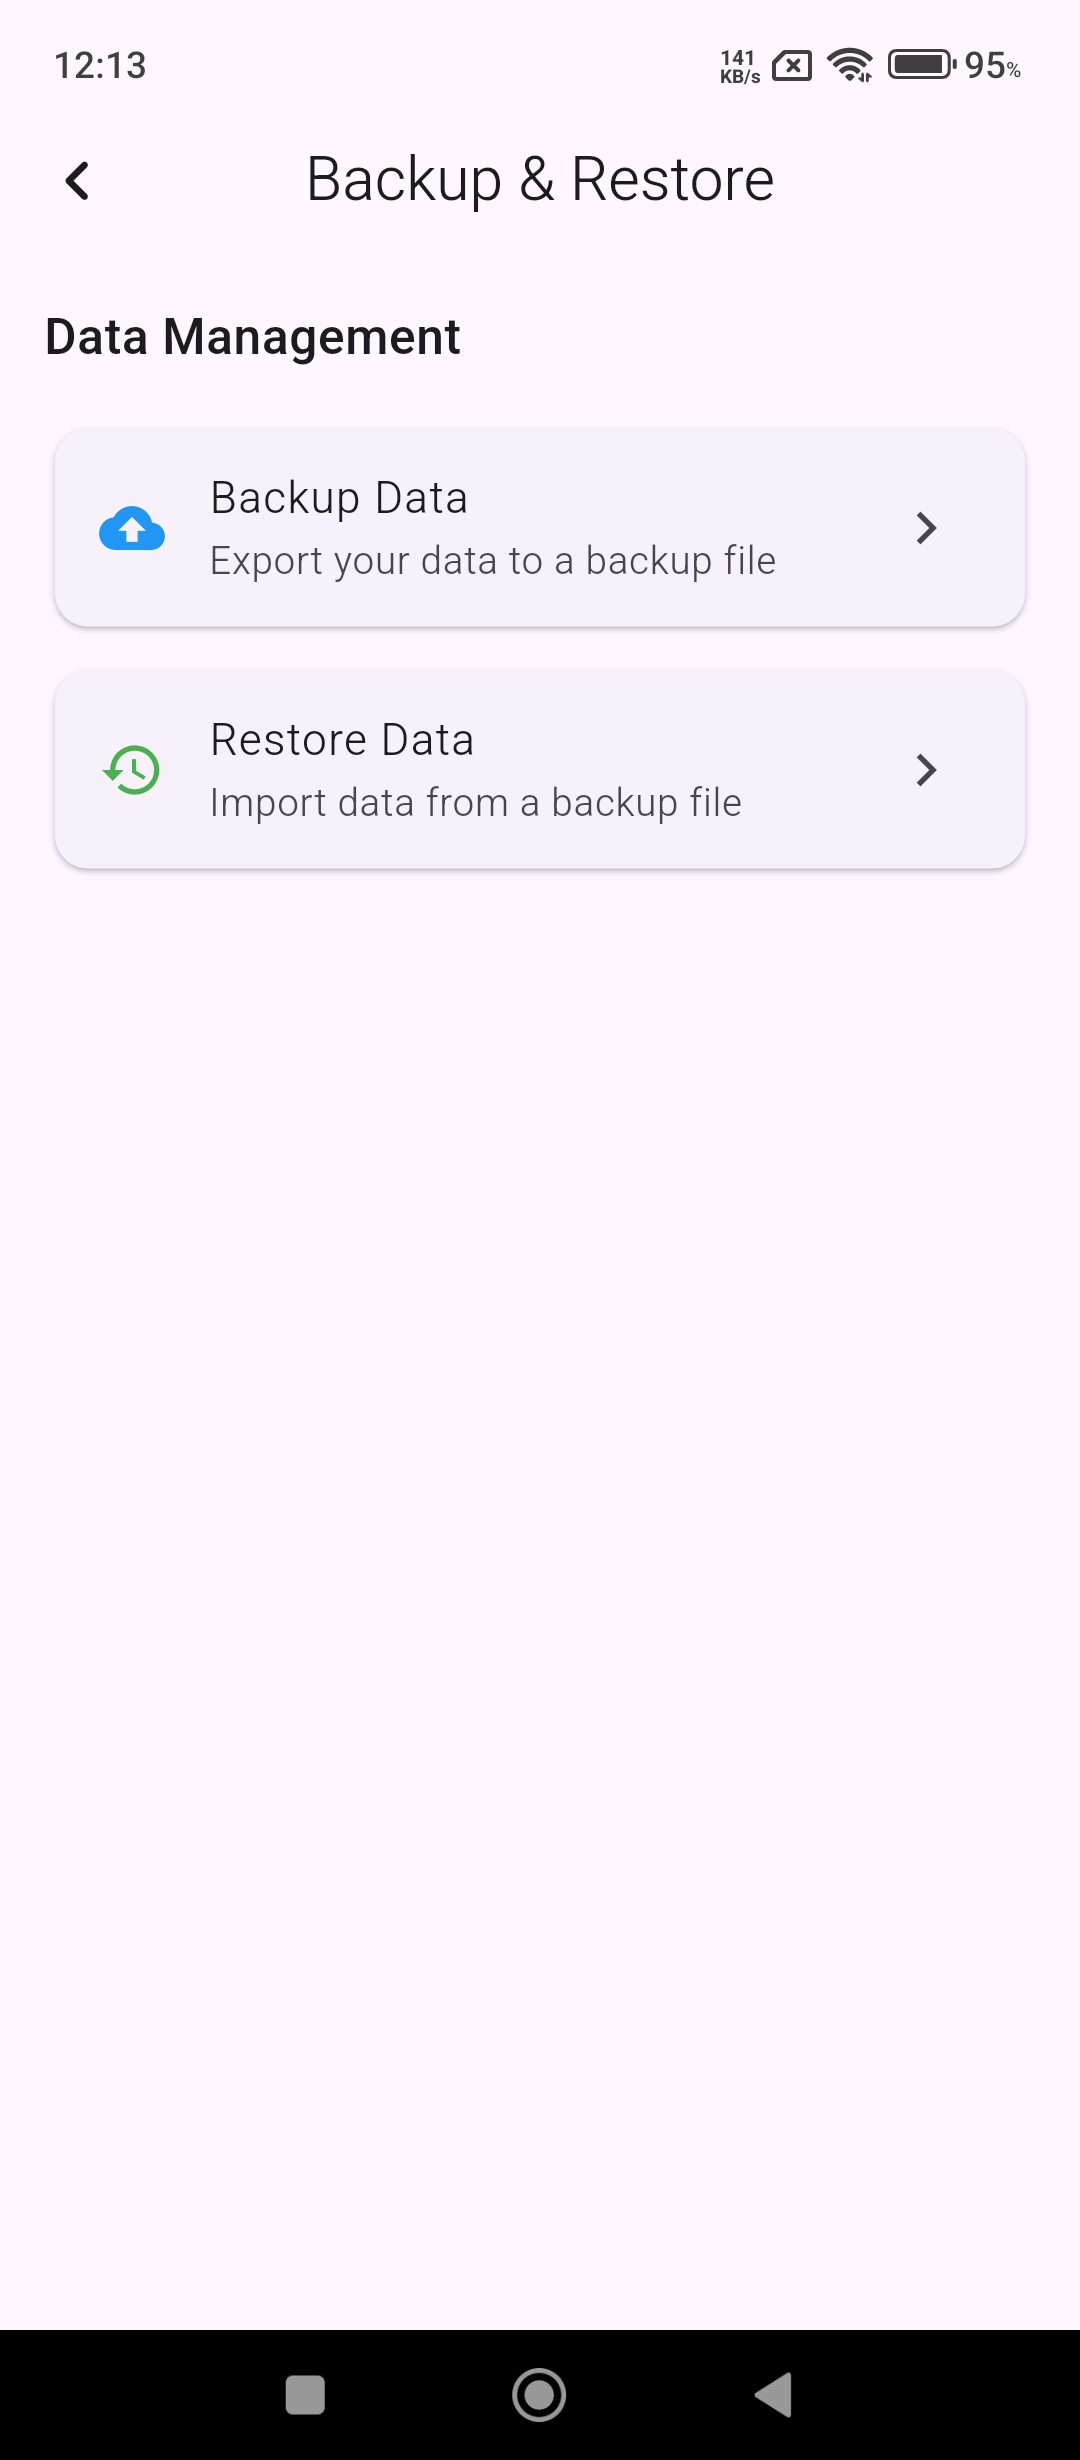 12:13
141
KB/s
95%
Backup & Restore
Data Management
Backup Data
Export your data to a backup file
Restore Data
Import data from a backup file